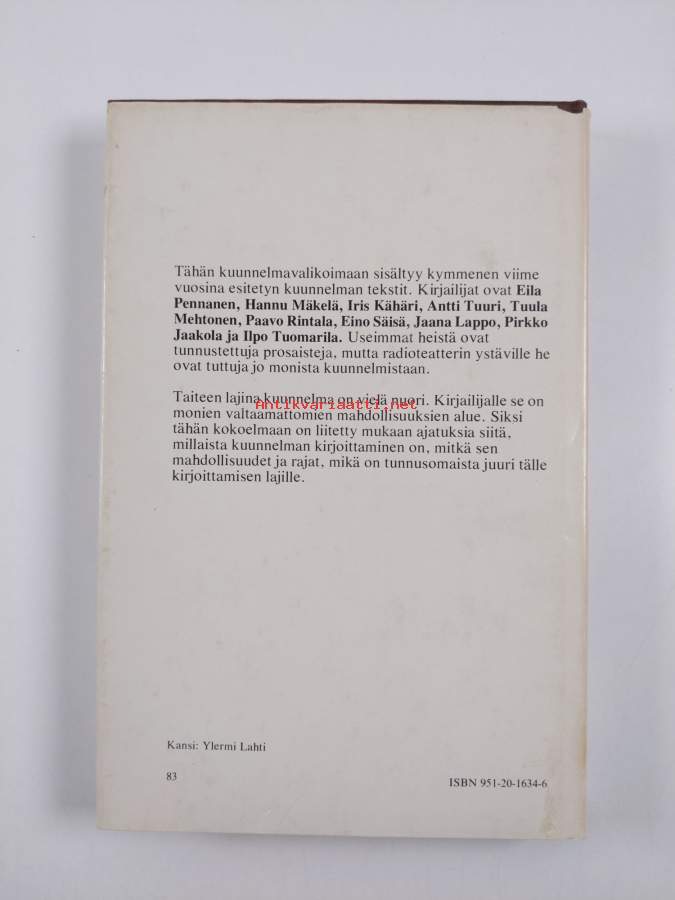 Tähän kuunnelmavalikoimaan sisältyy kymmenen viime
vuosina esitetyn kuunnelman tekstit. Kirjailijat ovat Eila
Pennanen, Hannu Mäkelä, Iris Kähäri, Antti Tuuri, Tuula
Mehtonen, Paavo Rintala, Eino Säisä, Jaana Lappo, Pirkko
Jaakola ja Ilpo Tuomarila. Useimmat heistä ovat
tunnustettuja prosaisteja, mutta radioteatterin ystäville he
ovat tuttuja jo monista kuunnelmistaan.
Taiteen lajina kuunnelma on vielä nuori. Kirjailijalle se on
Antikvariaatti.net
monien valtaamattomien mahdollisuuksien alue. Siksi
tähän kokoelmaan on liitetty mukaan ajatuksia siitä,
millaista kuunnelman kirjoittaminen on, mitkä sen
mahdollisuudet ja rajat, mikä on tunnusomaista juuri tälle
kirjoittamisen lajille.
Kansi: Ylermi Lahti
83
ISBN 951-20-1634-6